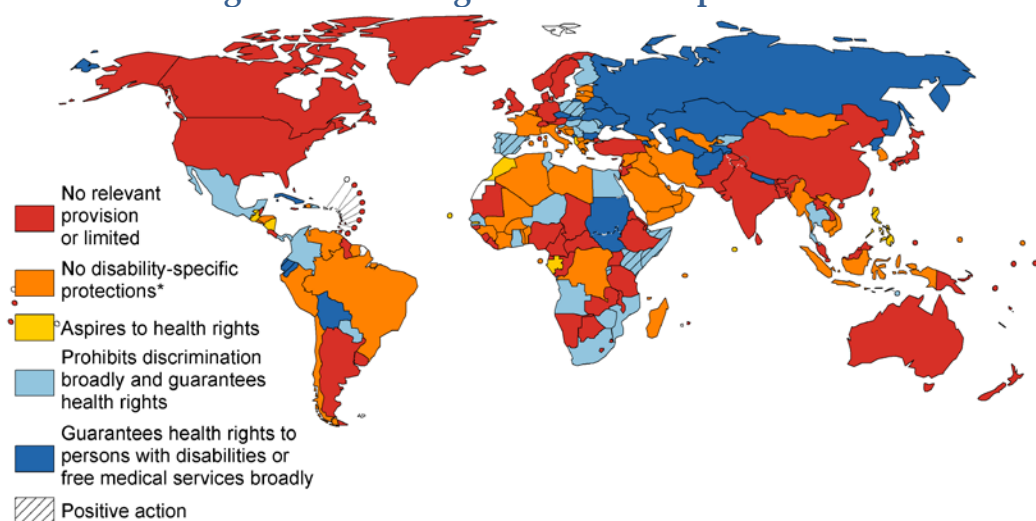 No relevant
provision
or limited
No disability-specific
protections*
Aspires to health rights
Prohibits discrimination
broadly and guarantees
health rights
Guarantees health rights to
persons with disabilities or
free medical services broadly
Positive action